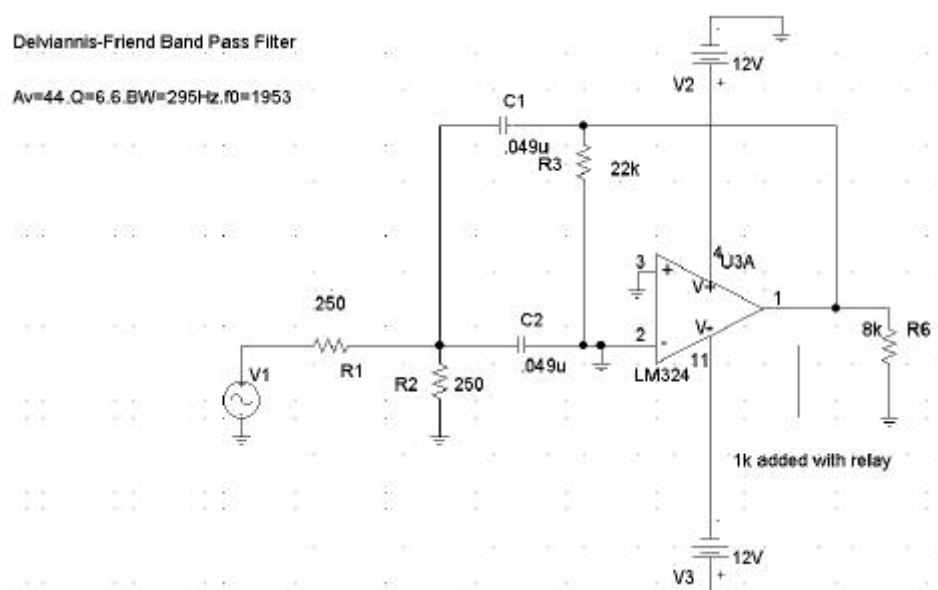 Delviannis-Friend Band Pass Filter
12V
V2
+
Av=44.Q=6.6.BW=295Hz.f0=1953
C1
.049u
R3
22k
4
U3A
3
+
V+
250
1
C2
V-
8k
R6
2
-
11
V1
R1
R2
250
.049u
LM324
1k added with relay
12V
V3
+